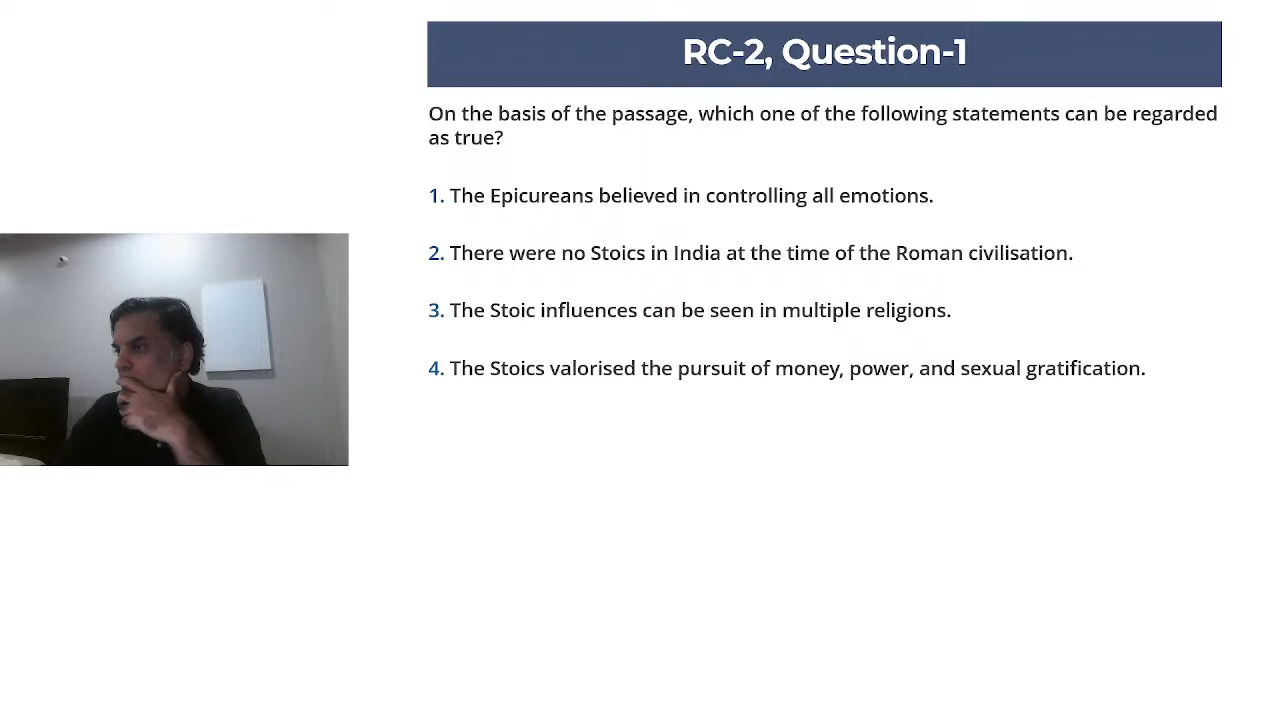 RC-2, Question-1
On the basis of the passage, which one of the following statements can be regarded
as true?
1. The Epicureans believed in controlling all emotions.
2. There were no Stoics in India at the time of the Roman civilisation.
3. The Stoic influences can be seen in multiple religions.
4. The Stoics valorised the pursuit of money, power, and sexual gratification.